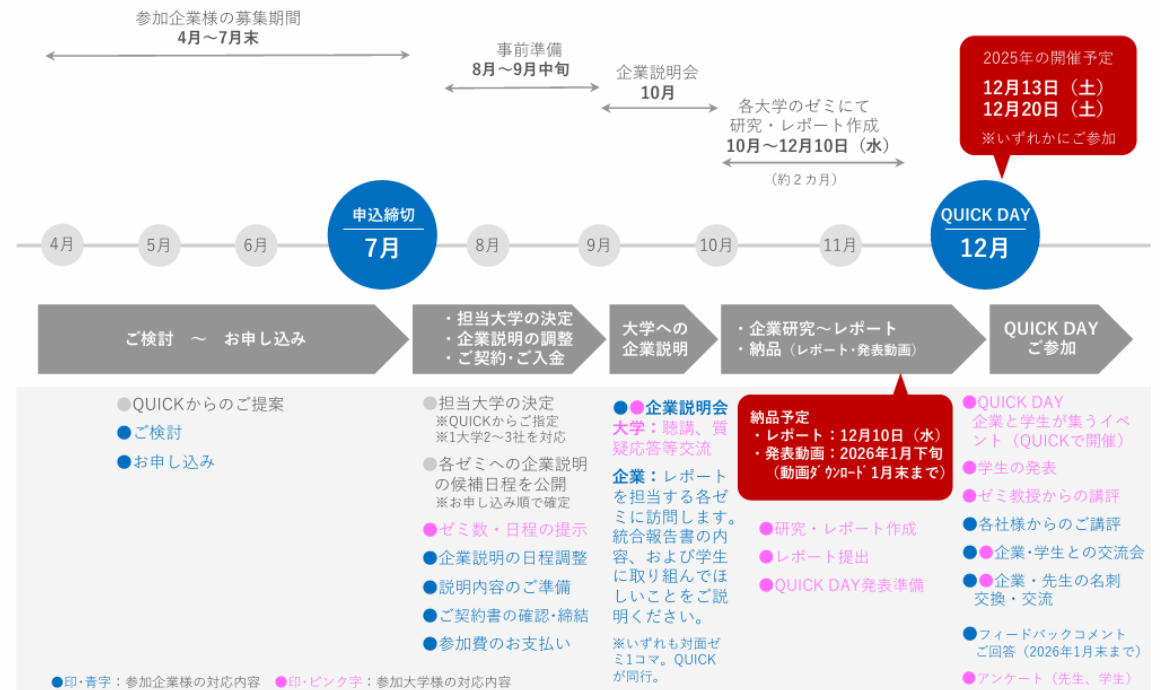 参加企業様の募集期間
4月～7月末
事前準備
8月～9月中旬
企業説明会
10月
各大学のゼミにて
研究・レポート作成
10月～12月10日（水）
（約２カ月）
2025年の開催予定
12月13日（土）
12月20日（土）
※いずれかにご参加
4月
5月
6月
申込締切
7月
8月
9月
10月
11月
QUICK DAY
12月
ご検討　～　お申し込み
・担当大学の決定
・企業説明の調整
・ご契約･ご入金
大学への
企業説明
・企業研究～レポート
・納品（レポート･発表動画）
QUICK DAY
ご参加
●QUICKからのご提案
●ご検討
●お申し込み
●担当大学の決定
※QUICKからご指定
※1大学2～3社を対応
●各ゼミへの企業説明
の候補日程を公開
※お申し込み順で確定
●ゼミ数・日程の提示
●企業説明の日程調整
●説明内容のご準備
●ご契約書の確認･締結
●参加費のお支払い
●●企業説明会
大学：聴講、質
疑応答等交流
企業：レポート
を担当する各ゼ
ミに訪問します。
統合報告書の内
容、および学生
に取り組んでほ
しいことをご説
明ください。
※いずれも対面ゼ
ミ1コマ。QUICK
が同行。
納品予定
・レポート：12月10日（水）
・発表動画：2026年1月下旬
（動画ﾀﾞｳﾝﾛｰﾄﾞ1月末まで）
●研究・レポート作成
●レポート提出
●QUICK DAY発表準備
●QUICK DAY
企業と学生が集うイベ
ント（QUICKで開催）
●学生の発表
●ゼミ教授からの講評
●各社様からのご講評
●●企業･学生との交流会
●●企業・先生の名刺
交換・交流
●フィードバックコメント
ご回答（2026年1月末まで）
●アンケート（先生、学生）
●印･青字：参加企業様の対応内容　●印･ピンク字：参加大学様の対応内容